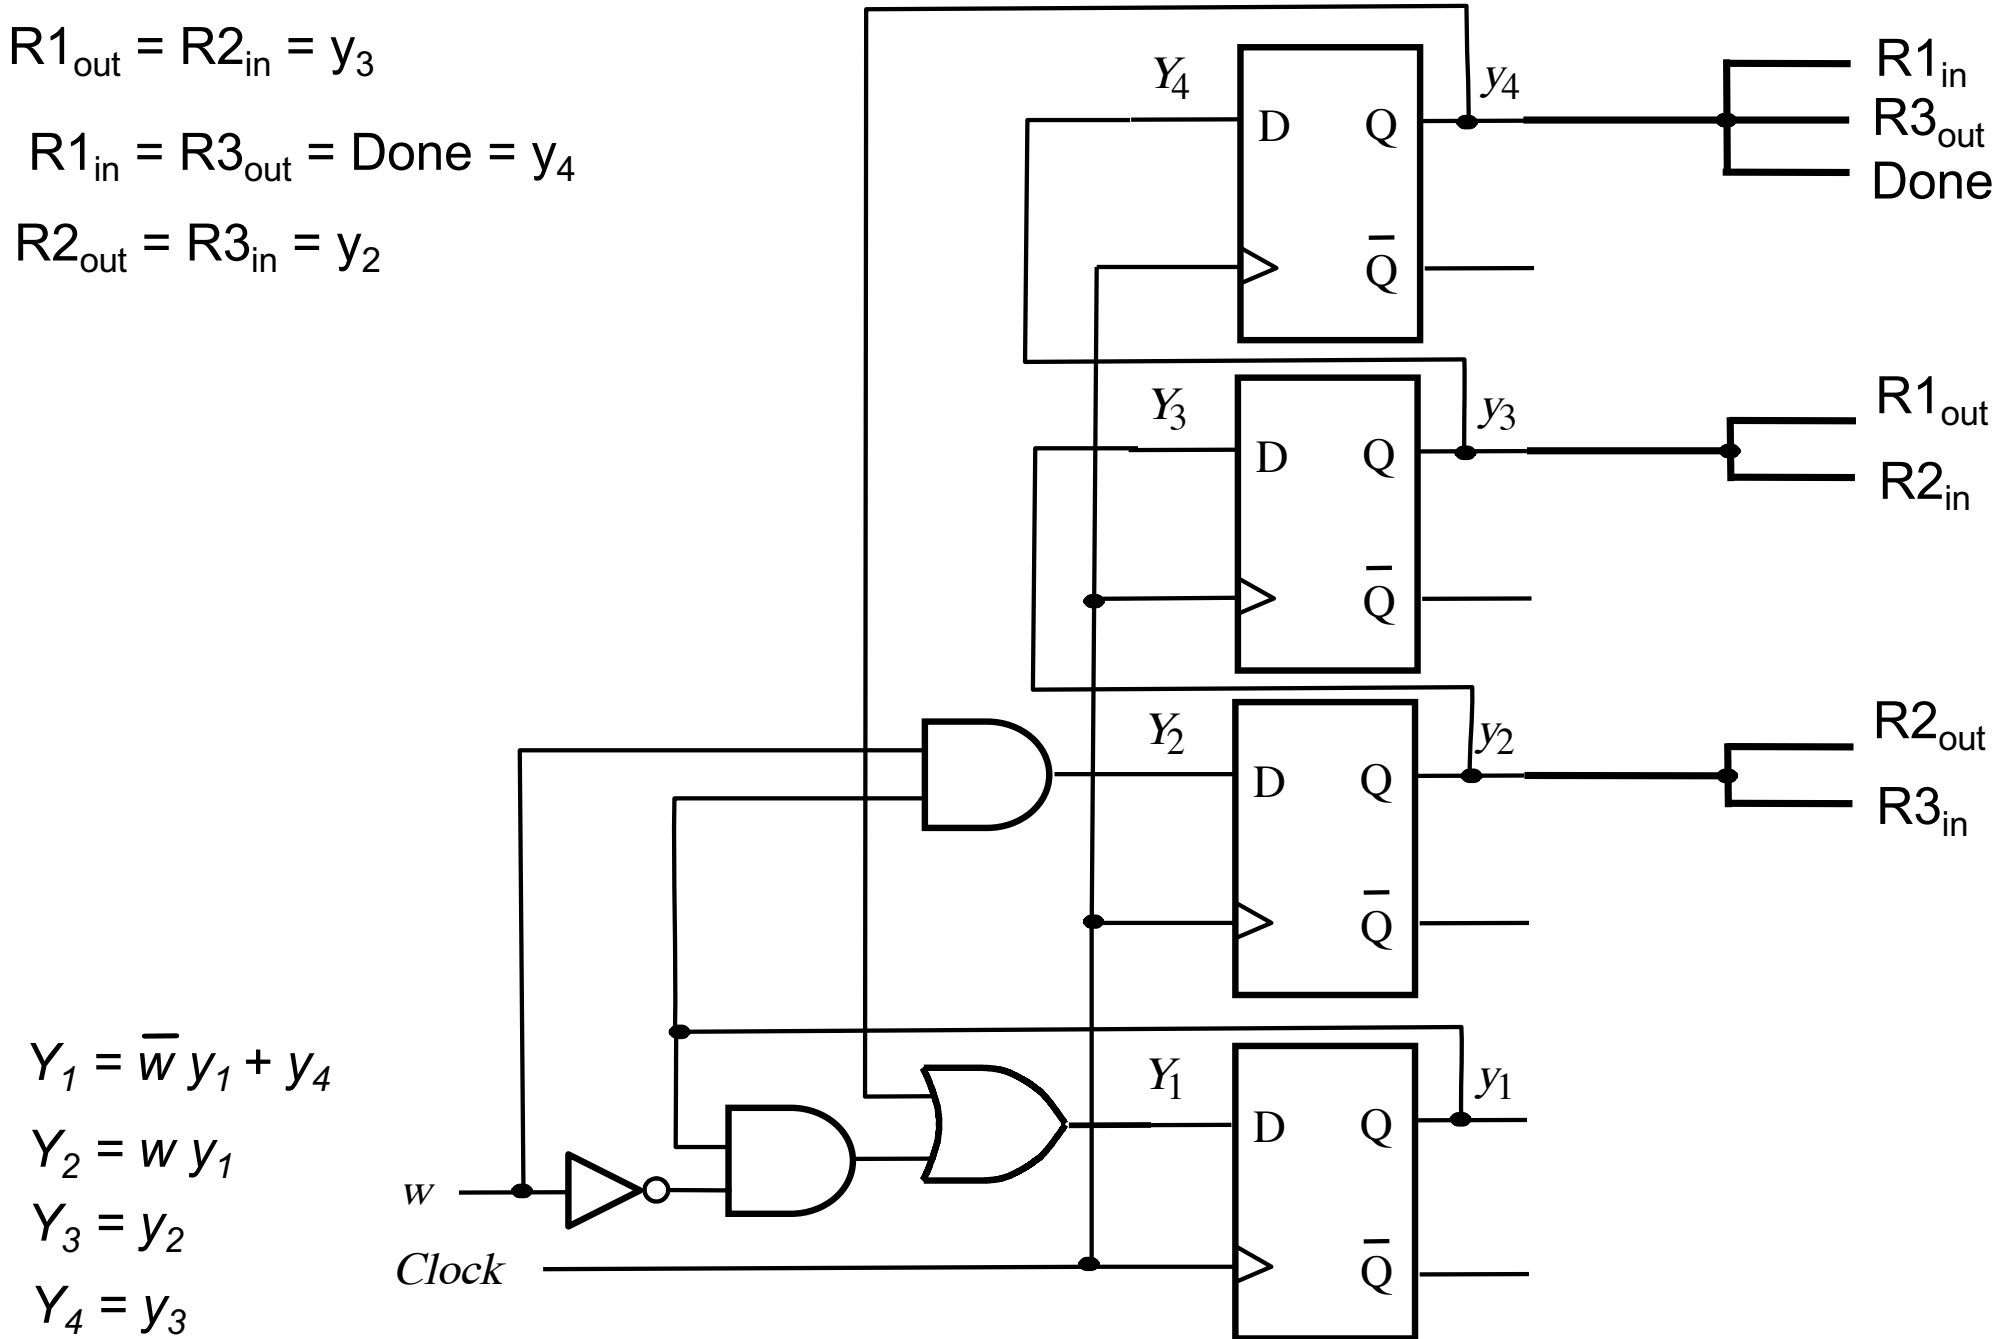 R1out = R2in = y3
R1in = R3out = Done = y4
R2out = R3in = y2
Y4
D
Q
Q̅
y4
R1in
R3out
Done
Y3
D
Q
Q̅
y3
R1out
R2in
Y2
D
Q
Q̅
y2
R2out
R3in
Y1
D
Q
Q̅
y1
w
Clock
Y1 = w̅ y1 + y4
Y2 = w y1
Y3 = y2
Y4 = y3